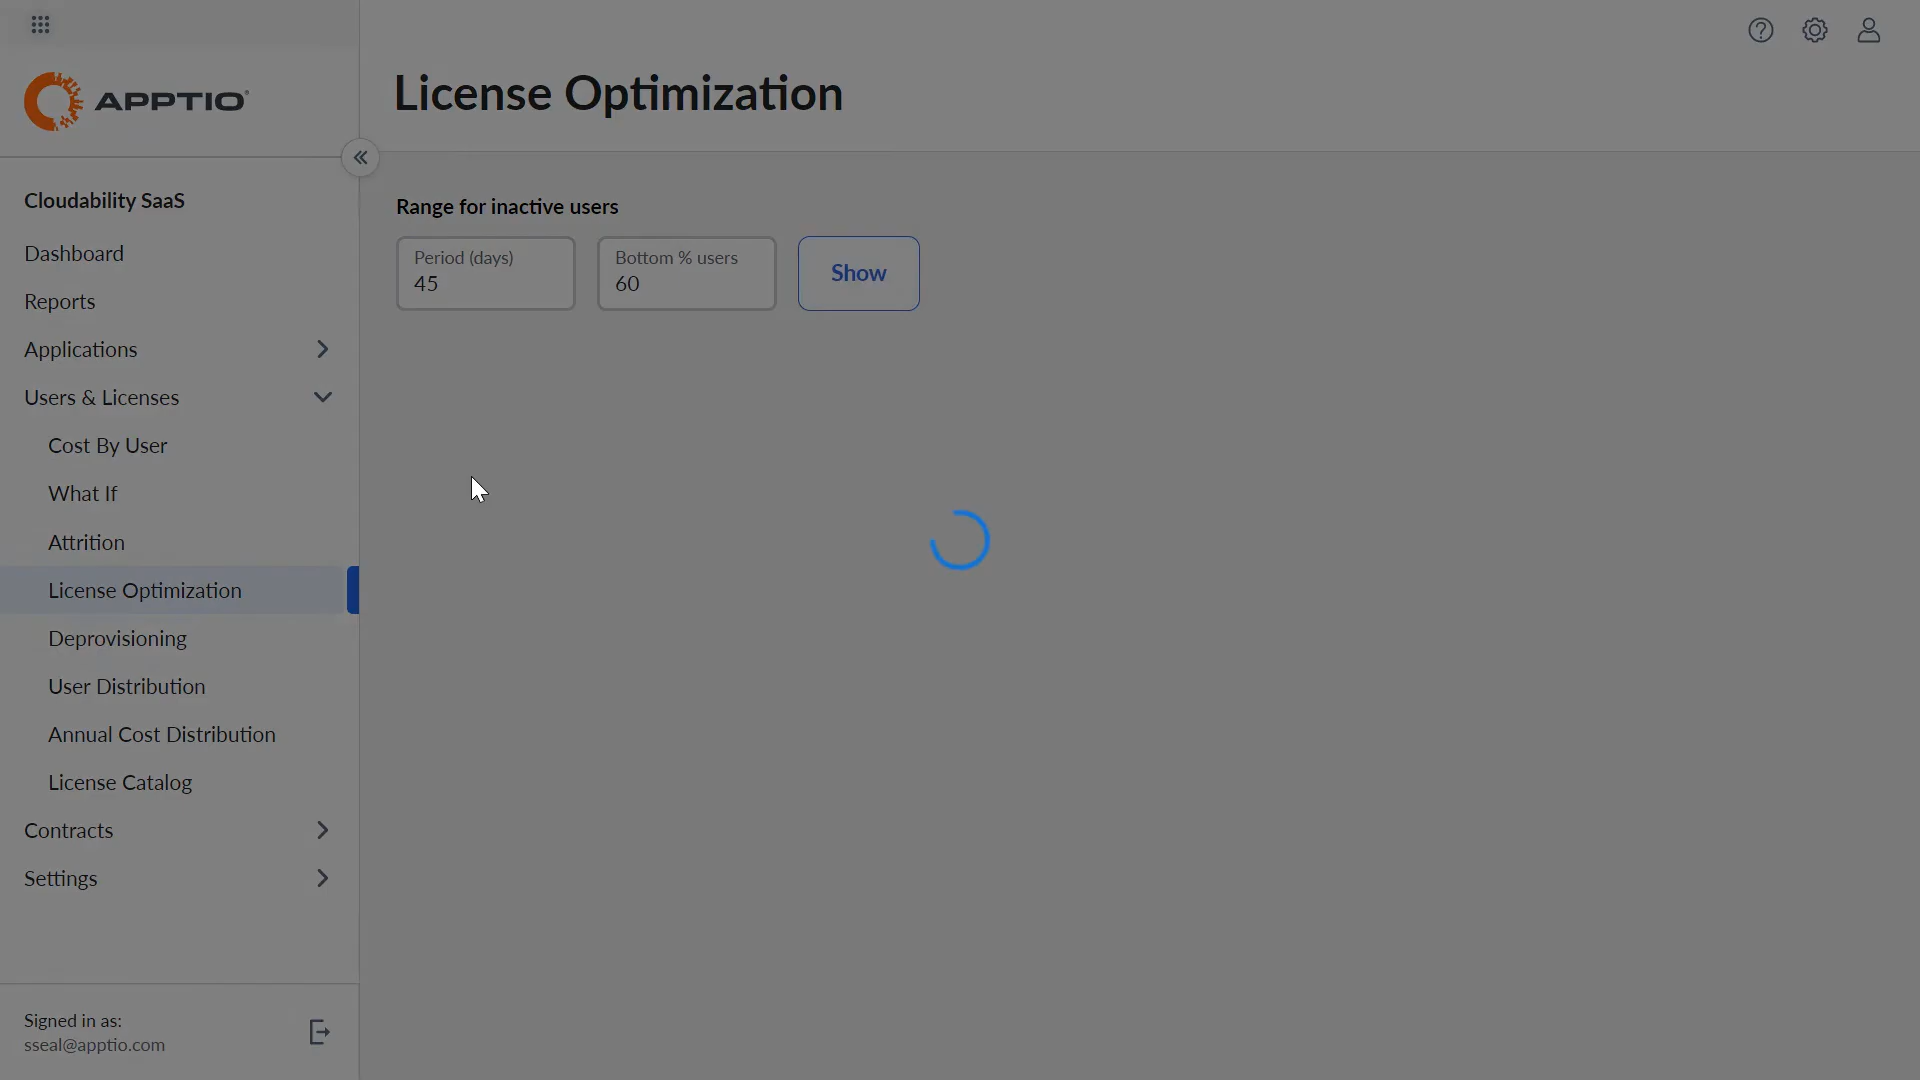 APPTIO
License Optimization
Cloudability SaaS
Dashboard
Reports
Applications
Users & Licenses
Cost By User
What If
Attrition
License Optimization
Deprovisioning
User Distribution
Annual Cost Distribution
License Catalog
Contracts
Settings
Signed in as:
sseal@apptio.com
Range for inactive users
Period (days)
45
Bottom % users
60
Show